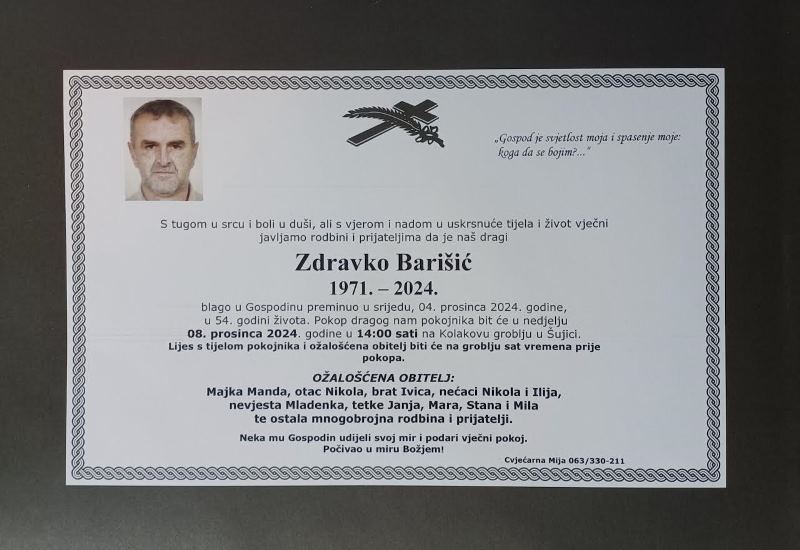 „Gospod je svjetlost moja i spasenje moje:
koga da se bojim?...“
S tugom u srcu i boli u duši, ali s vjerom i nadom u uskrsnuće tijela i život vječni
javljamo rodbini i prijateljima da je naš dragi
Zdravko Barišić
1971. – 2024.
blago u Gospodinu preminuo u srijedu, 04. prosinca 2024. godine,
u 54. godini života. Pokop dragog nam pokojnika bit će u nedjelju
08. prosinca 2024. godine u 14:00 sati na Kolakovu groblju u Šujici.
Lijes s tijelom pokojnika i ožalošćena obitelj biti će na groblju sat vremena prije
pokopa.
OŽALOŠĆENA OBITELJ:
Majka Manda, otac Nikola, brat Ivica, nećaci Nikola i Ilija,
nevjesta Mladenka, tetke Janja, Mara, Stana i Mila
te ostala mnogobrojna rodbina i prijatelji.
Neka mu Gospodin udijeli svoj mir i podari vječni pokoj.
Počivao u miru Božjem!
Cvjećarna Mija 063/330-211